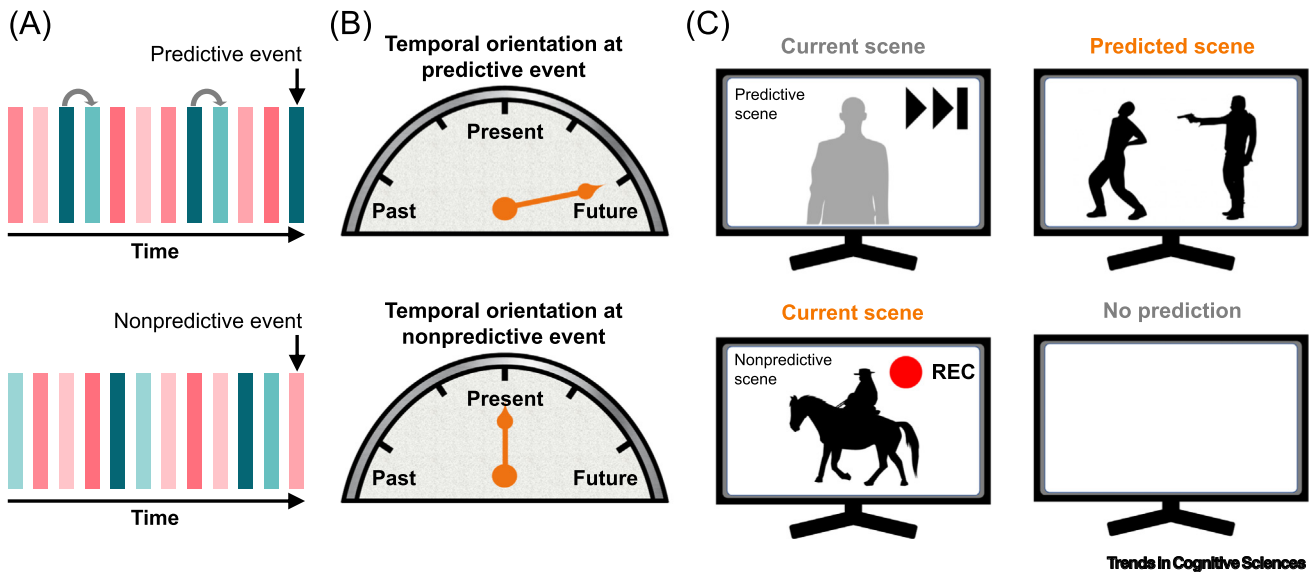 (A)
Predictive event
Time
Nonpredictive event
Time
(B)
Temporal orientation at
predictive event
Present
Past
Future
Temporal orientation at
nonpredictive event
Present
Past
Future
(C)
Current scene
Predictive
scene
Predicted scene
Current scene
Nonpredictive
scene
REC
No prediction
Trends in Cognitive Sciences